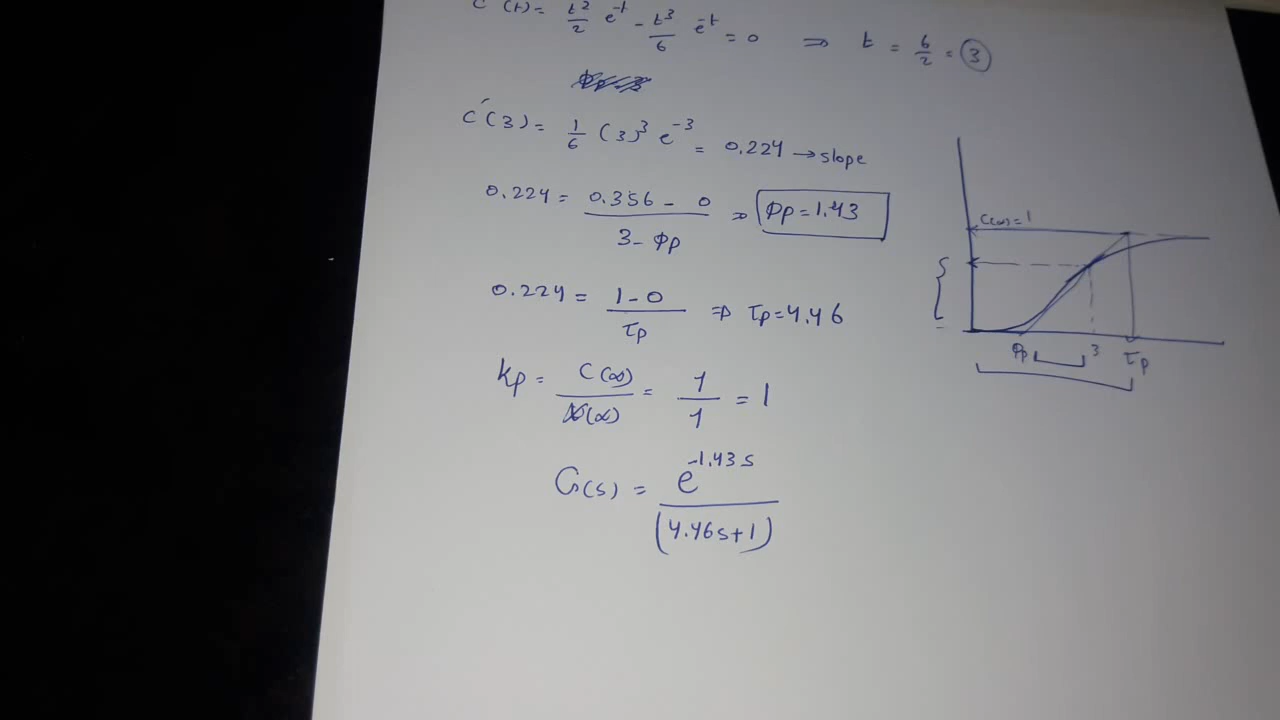 C''(t) = t²/2 e^-t - t³/6 e^-t = 0 ⇒ t = 6/2 = 3
C'(3) = 1/6 (3)³ e^-3 = 0.224 → slope
0.224 = (0.356 - 0)/(3 - Φp) ⇒ Φp = 1.43
0.224 = (1 - 0)/τp ⇒ τp = 4.46
kp = C(∞)/X(∞) = 1/1 = 1
G(s) = e^-1.43s/(4.46s+1)
C(∞) = 1
Φp 3 τp